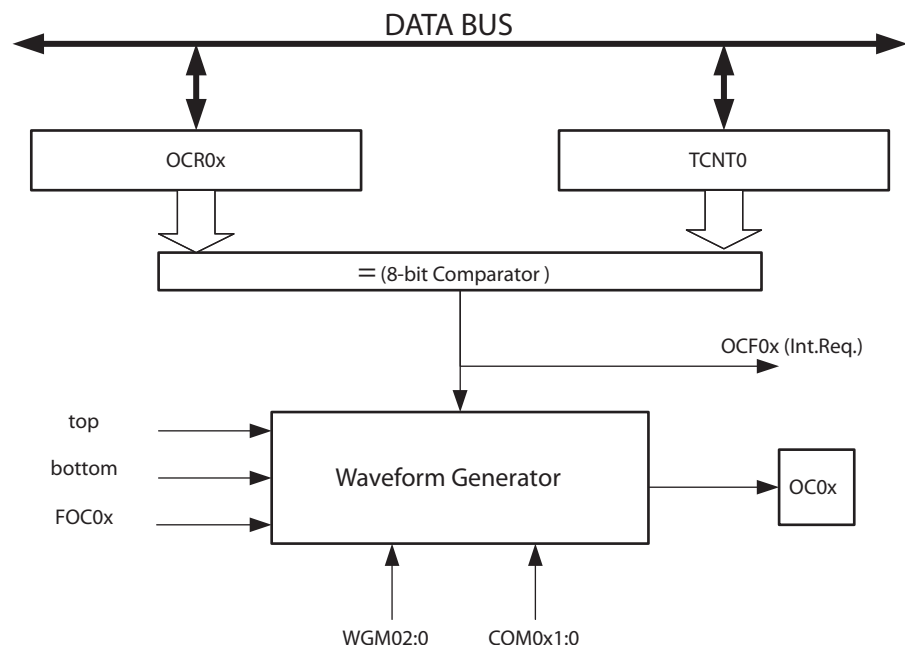 DATA BUS
OCR0x
TCNT0
= (8-bit Comparator )
OCF0x (Int.Req.)
top
bottom
FOC0x
Waveform Generator
OC0x
WGM02:0
COM0x1:0